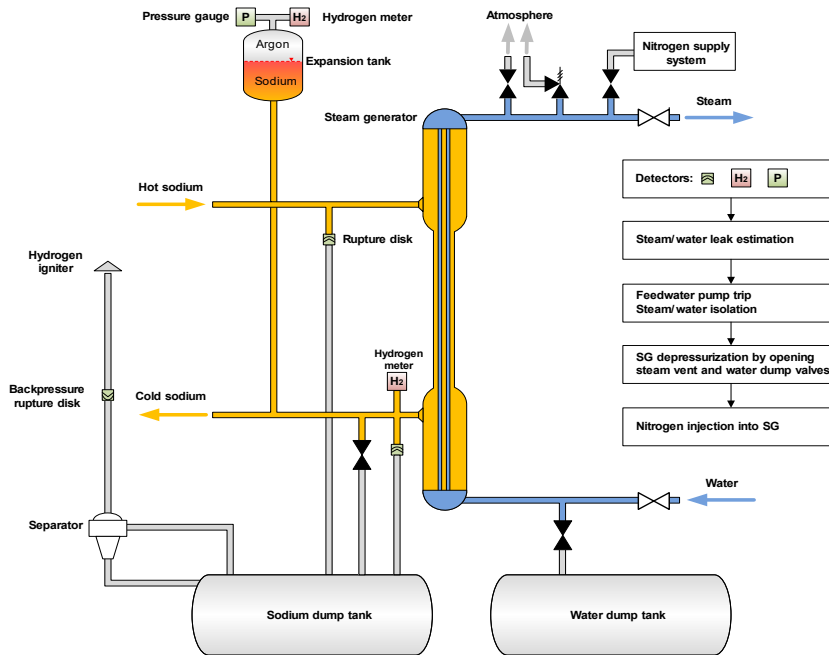 Pressure gauge
P
H2
Hydrogen meter
Argon
Expansion tank
Sodium
Atmosphere
Nitrogen supply
system
Steam generator
Steam
Hot sodium
Rupture disk
Detectors:
H2
P
Steam/water leak estimation
Feedwater pump trip
Steam/water isolation
SG depressurization by opening
steam vent and water dump valves
Nitrogen injection into SG
Hydrogen
igniter
Backpressure
rupture disk
Hydrogen
meter
H2
Cold sodium
Water
Separator
Sodium dump tank
Water dump tank